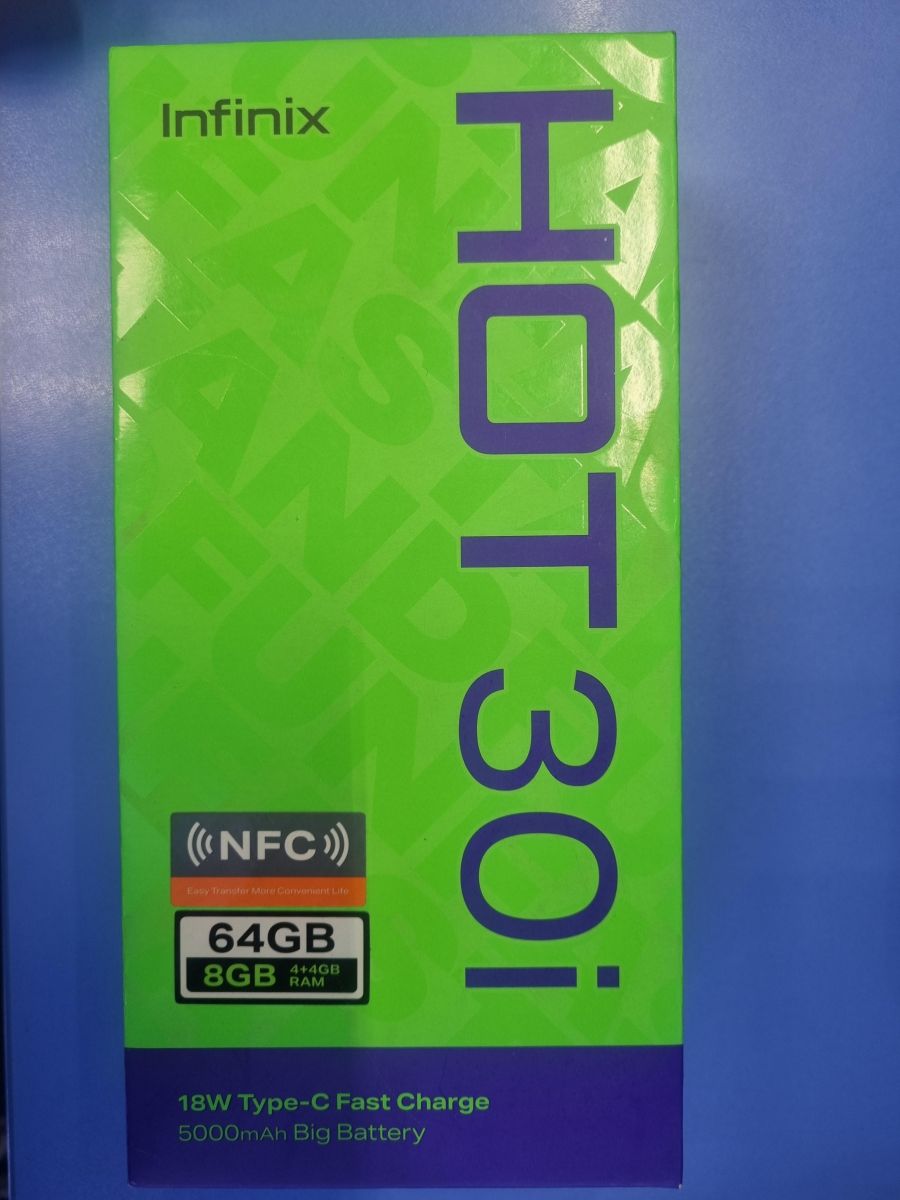 Infinix
HOT 30i
NFC
Easy Transfer More Convenient Life
64GB
8GB 4+4GB
RAM
18W Type-C Fast Charge
5000mAh Big Battery